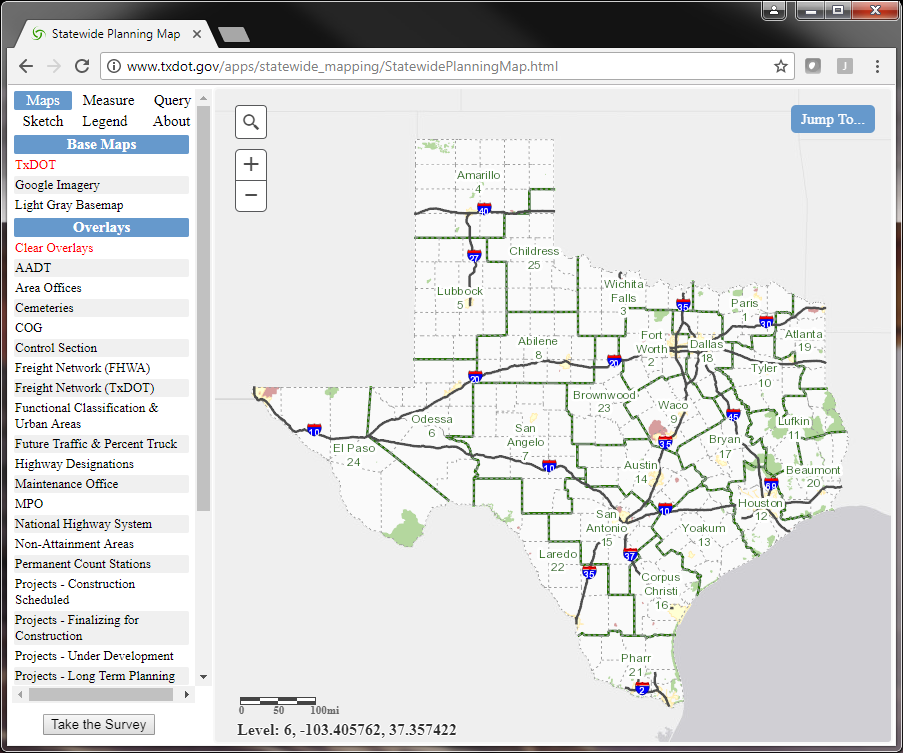 Statewide Planning Map
www.txdot.gov/apps/statewide_mapping/StatewidePlanningMap.html
J
Maps Measure Query
Sketch Legend About
Base Maps
TxDOT
Google Imagery
Light Gray Basemap
Overlays
Clear Overlays
AADT
Area Offices
Cemeteries
COG
Control Section
Freight Network (FHWA)
Freight Network (TxDOT)
Functional Classification &
Urban Areas
Future Traffic & Percent Truck
Highway Designations
Maintenance Office
MPO
National Highway System
Non-Attainment Areas
Permanent Count Stations
Projects - Construction
Scheduled
Projects - Finalizing for
Construction
Projects - Under Development
Projects - Long Term Planning
Take the Survey
Jump To...
+
−
Amarillo
4
40
Childress
25
27
Lubbock
5
Wichita
Falls
3
35
Paris
1
30
Atlanta
19
Fort
Worth
2
Dallas
18
Abilene
8
20
20
Tyler
10
Brownwood
23
Waco
9
45
Odessa
6
Lufkin
11
San
Angelo
7
10
El Paso
24
10
35
Bryan
17
Austin
14
Beaumont
20
69
Houston
12
10
San
Antonio
15
Yoakum
13
Laredo
22
37
35
Corpus
Christi
16
Pharr
21
2
0 50 100mi
Level: 6, -103.405762, 37.357422